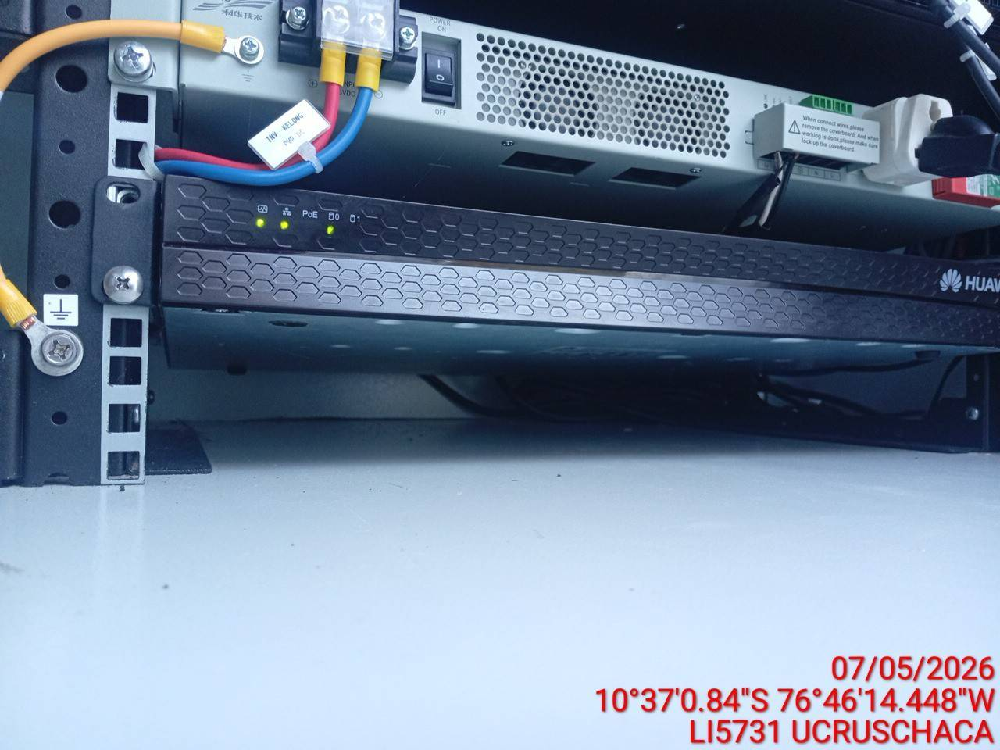 POWER
ON
OFF
INV KELONG
When connect wires,please
remove the coverboard; And when
working is done,please make sure
lock up the coverboard.
PoE
0
1
HUAW
07/05/2026
10°37'0.84"S 76°46'14.448"W
LI5731 UCRUSCHACA